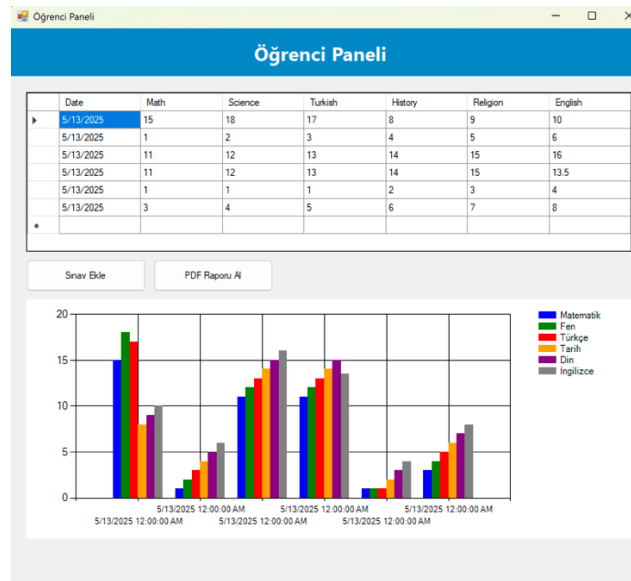 Öğrenci Paneli
Öğrenci Paneli
Date Math Science Turkish History Religion English
5/13/2025 15 18 17 8 9 10
5/13/2025 1 2 3 4 5 6
5/13/2025 11 12 13 14 15 16
5/13/2025 11 12 13 14 15 13.5
5/13/2025 1 1 1 2 3 4
5/13/2025 3 4 5 6 7 8
Sınav Ekle PDF Raporu Al
20
15
10
5
0
Matematik
Fen
Türkçe
Tarih
Din
İngilizce
5/13/2025 12:00:00 AM 5/13/2025 12:00:00 AM 5/13/2025 12:00:00 AM
5/13/2025 12:00:00 AM 5/13/2025 12:00:00 AM 5/13/2025 12:00:00 AM